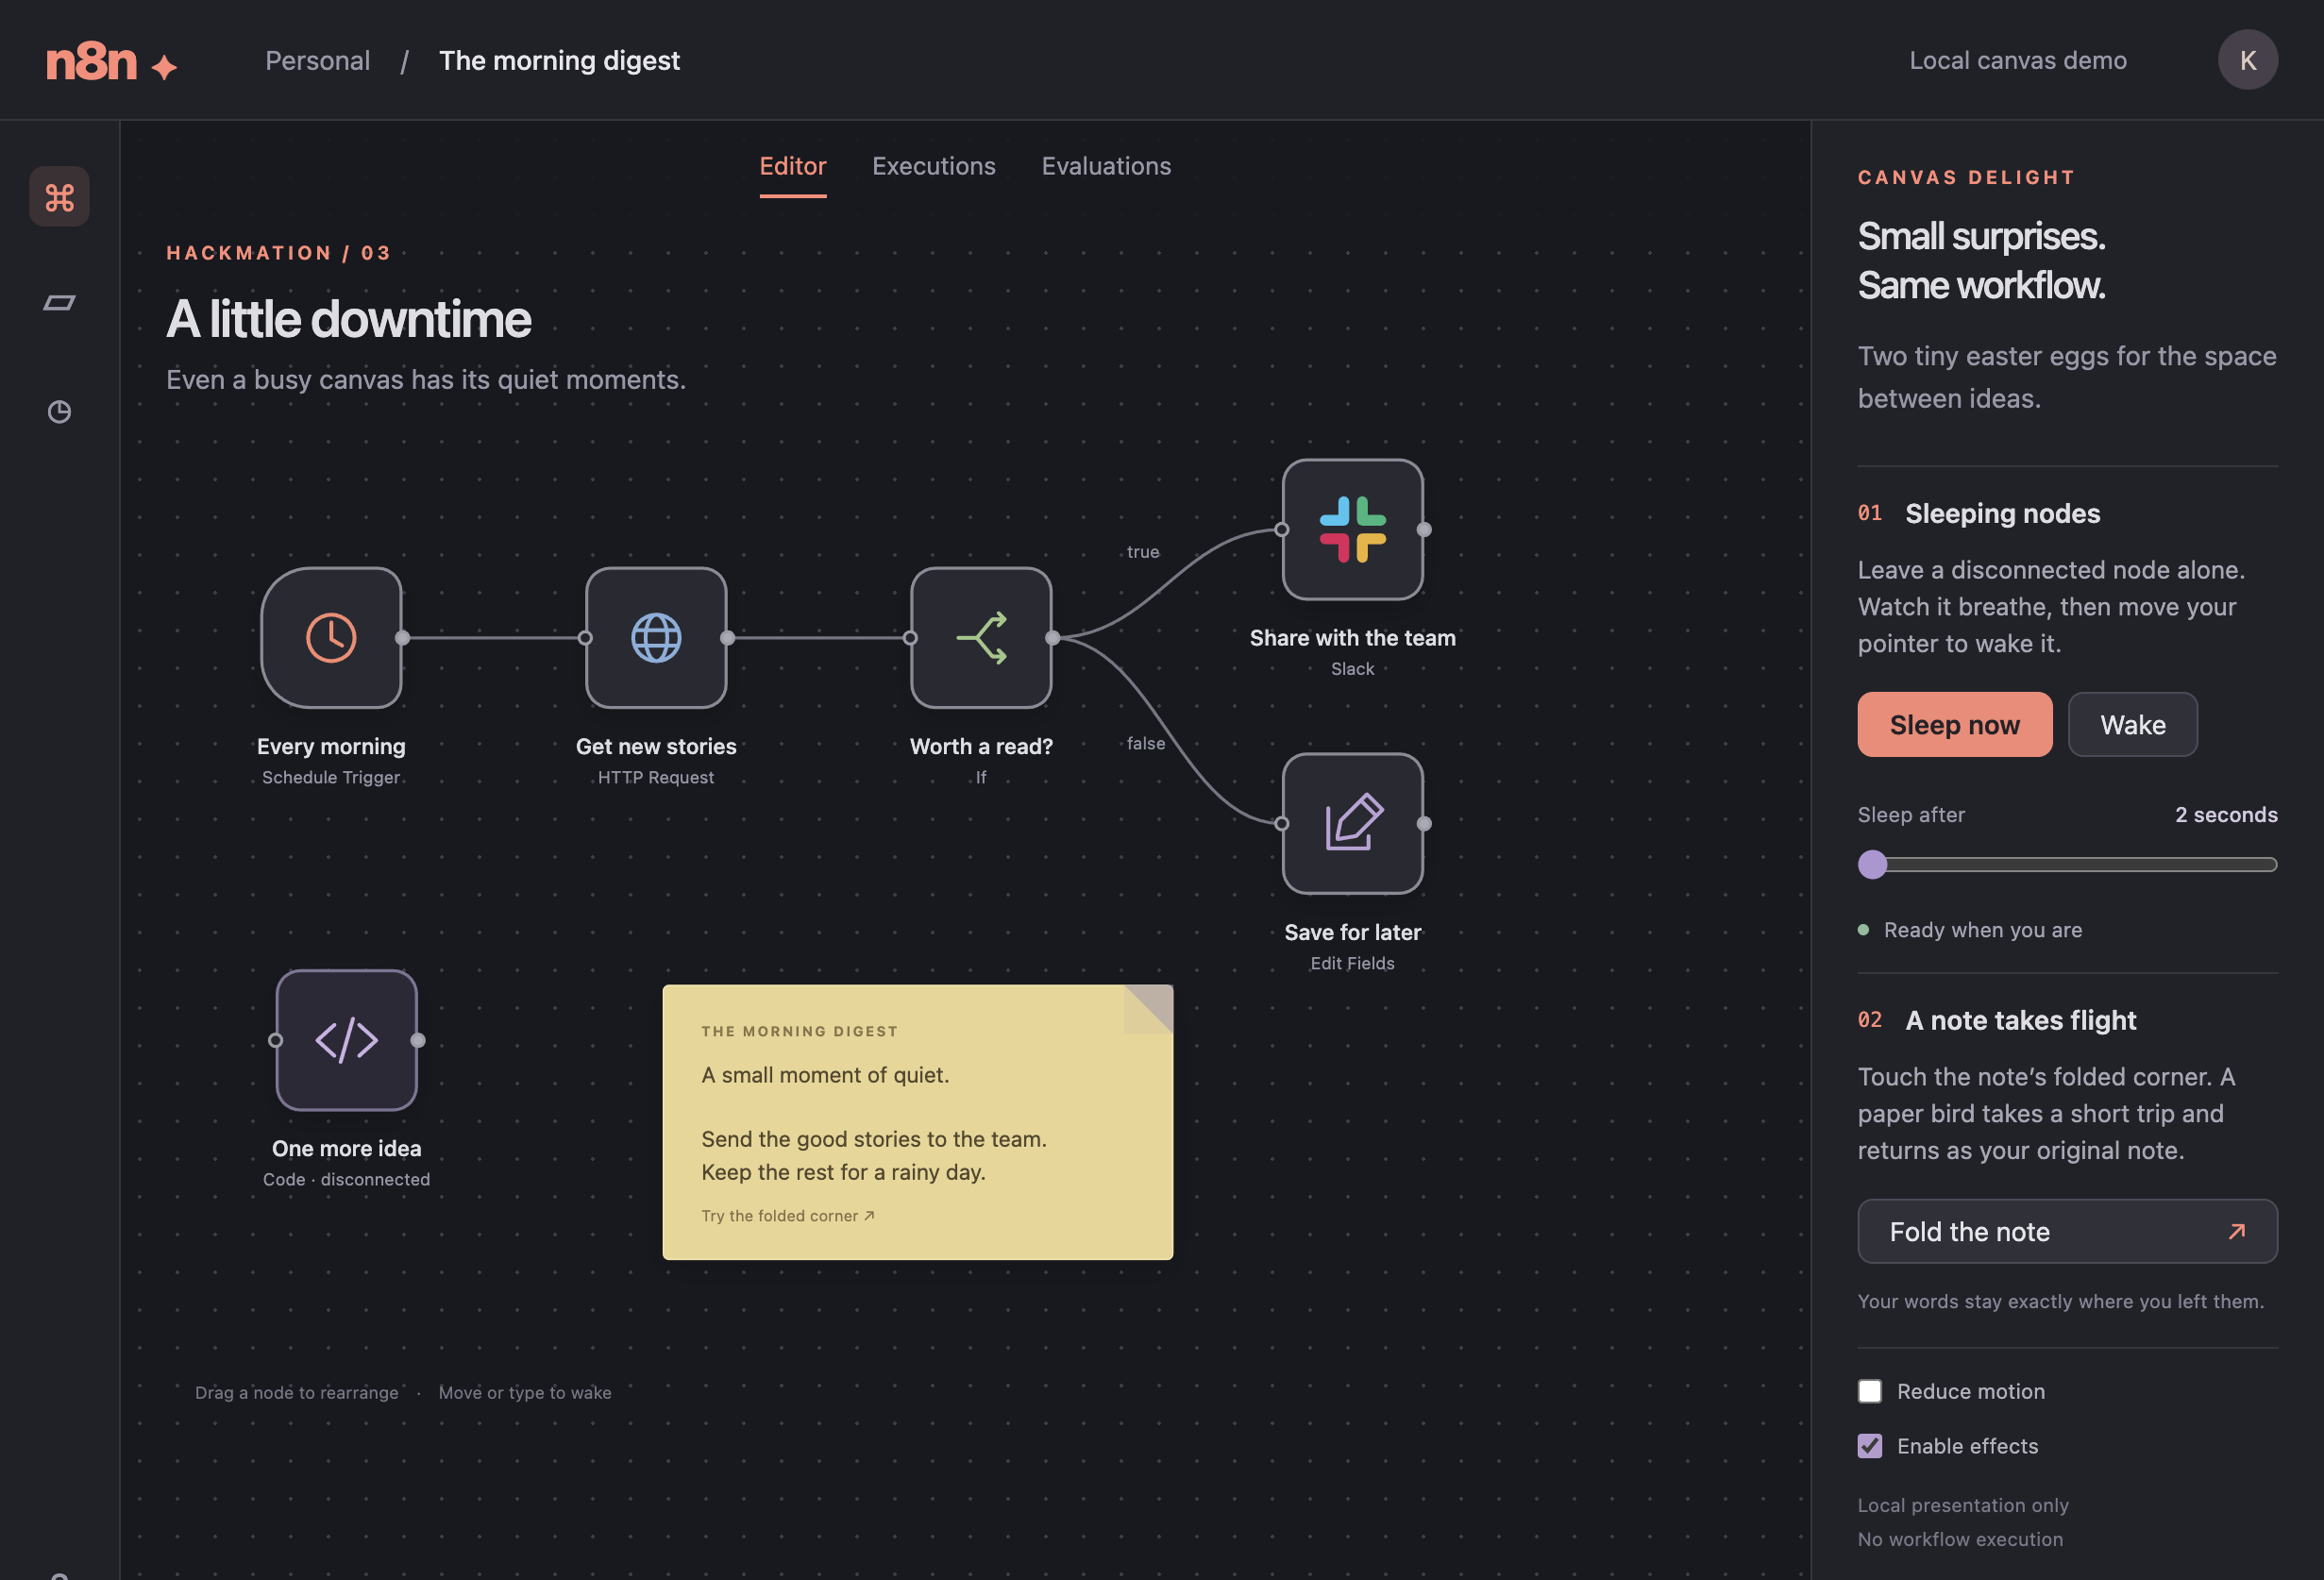 n8n
Personal / The morning digest
Local canvas demo
K
Editor
Executions
Evaluations
HACKMATION / 03
A little downtime
Even a busy canvas has its quiet moments.
true
false
Every morning
Schedule Trigger
Get new stories
HTTP Request
Worth a read?
If
Share with the team
Slack
Save for later
Edit Fields
One more idea
Code · disconnected
THE MORNING DIGEST
A small moment of quiet.
Send the good stories to the team.
Keep the rest for a rainy day.
Try the folded corner ↗
Drag a node to rearrange · Move or type to wake
CANVAS DELIGHT
Small surprises.
Same workflow.
Two tiny easter eggs for the space
between ideas.
01 Sleeping nodes
Leave a disconnected node alone.
Watch it breathe, then move your
pointer to wake it.
Sleep now
Wake
Sleep after
2 seconds
Ready when you are
02 A note takes flight
Touch the note’s folded corner. A
paper bird takes a short trip and
returns as your original note.
Fold the note ↗
Your words stay exactly where you left them.
Reduce motion
Enable effects
Local presentation only
No workflow execution